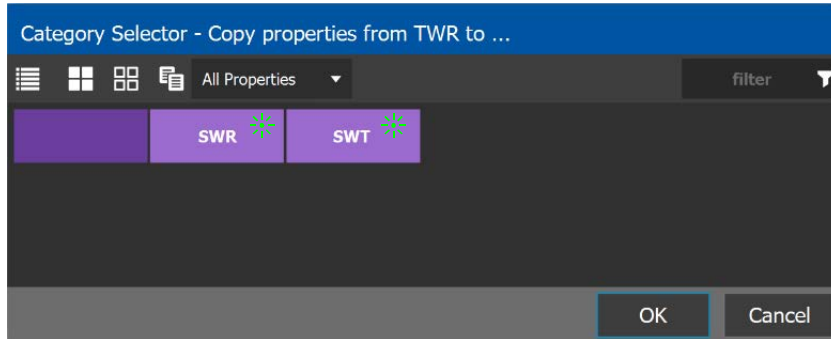 Category Selector - Copy properties from TWR to ...
All Properties filter
SWR SWT
OK Cancel